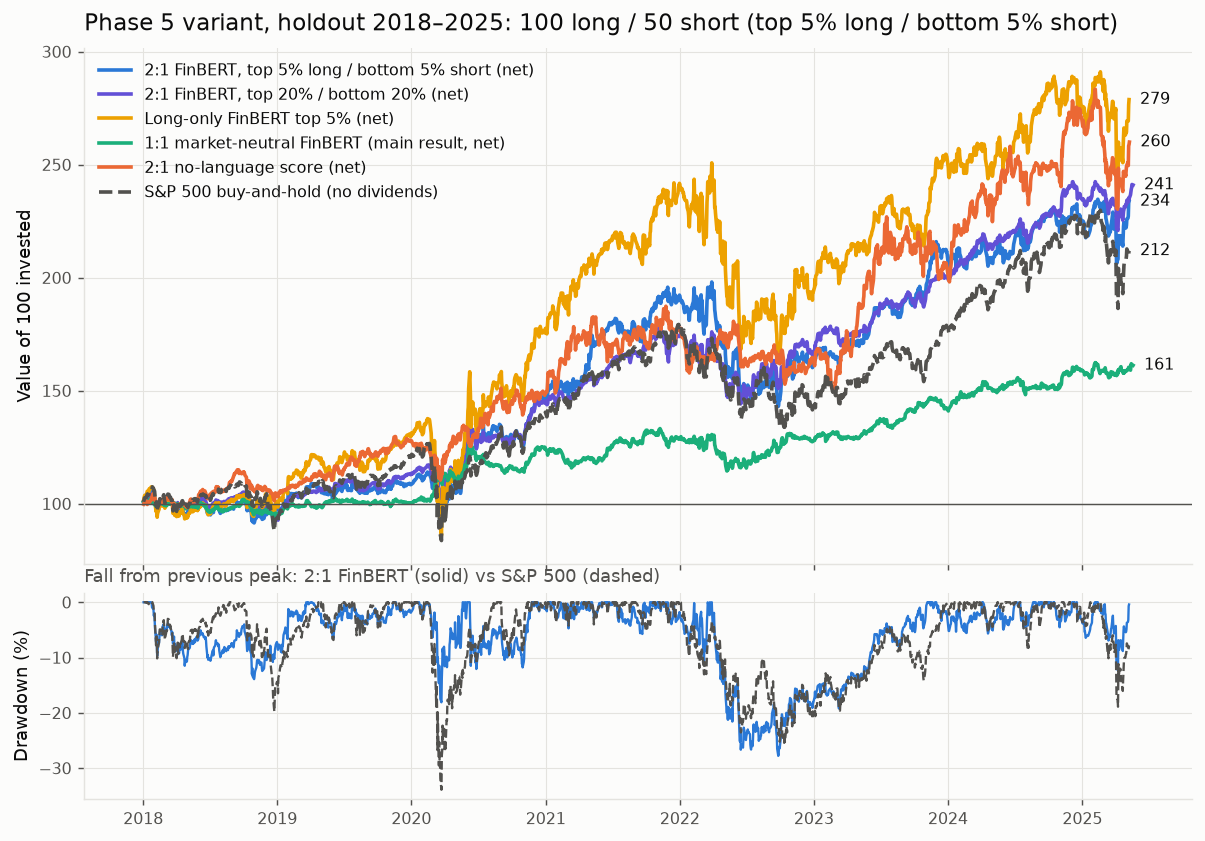 Phase 5 variant, holdout 2018–2025: 100 long / 50 short (top 5% long / bottom 5% short)
300
250
200
150
100
Value of 100 invested
2:1 FinBERT, top 5% long / bottom 5% short (net)
2:1 FinBERT, top 20% / bottom 20% (net)
Long-only FinBERT top 5% (net)
1:1 market-neutral FinBERT (main result, net)
2:1 no-language score (net)
S&P 500 buy-and-hold (no dividends)
279
260
241
234
212
161
Fall from previous peak: 2:1 FinBERT (solid) vs S&P 500 (dashed)
0
−10
−20
−30
Drawdown (%)
2018 2019 2020 2021 2022 2023 2024 2025